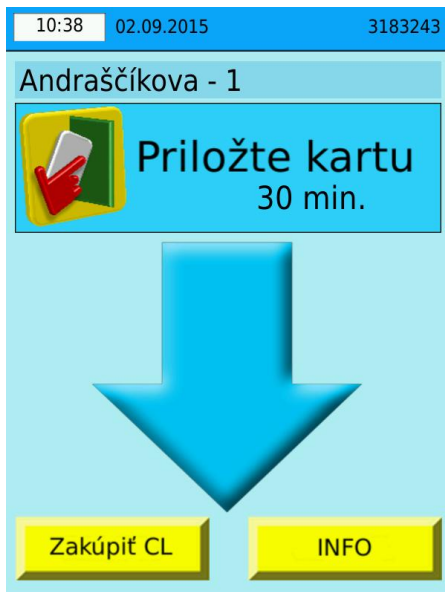 10:38 02.09.2015 3183243
Andraščíkova - 1
Priložte kartu
30 min.
Zakúpiť CL INFO